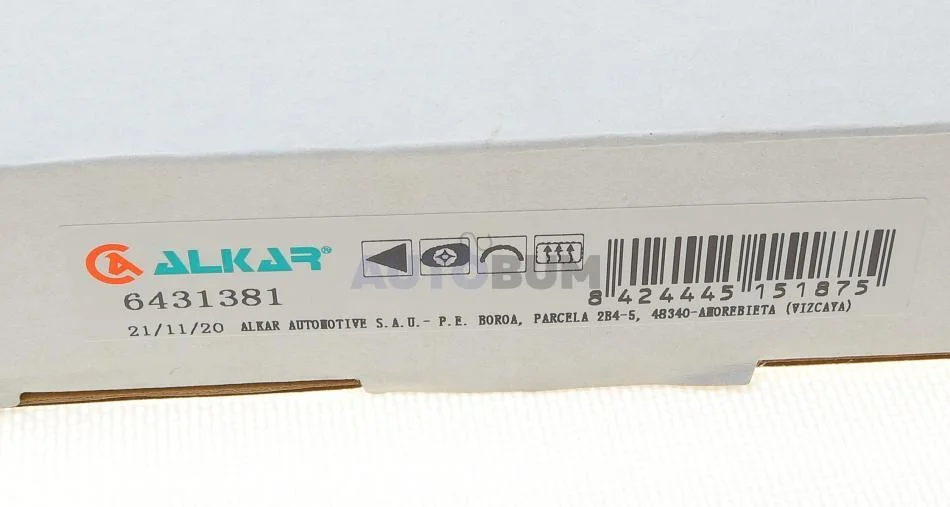 ALKAR®
6431381
8 424445 151875
21/11/20 ALKAR AUTOMOTIVE S.A.U.- P.E. BOROA, PARCELA 2B4-5, 48340-AMOREBIETA (VIZCAYA)
AUTOBUM